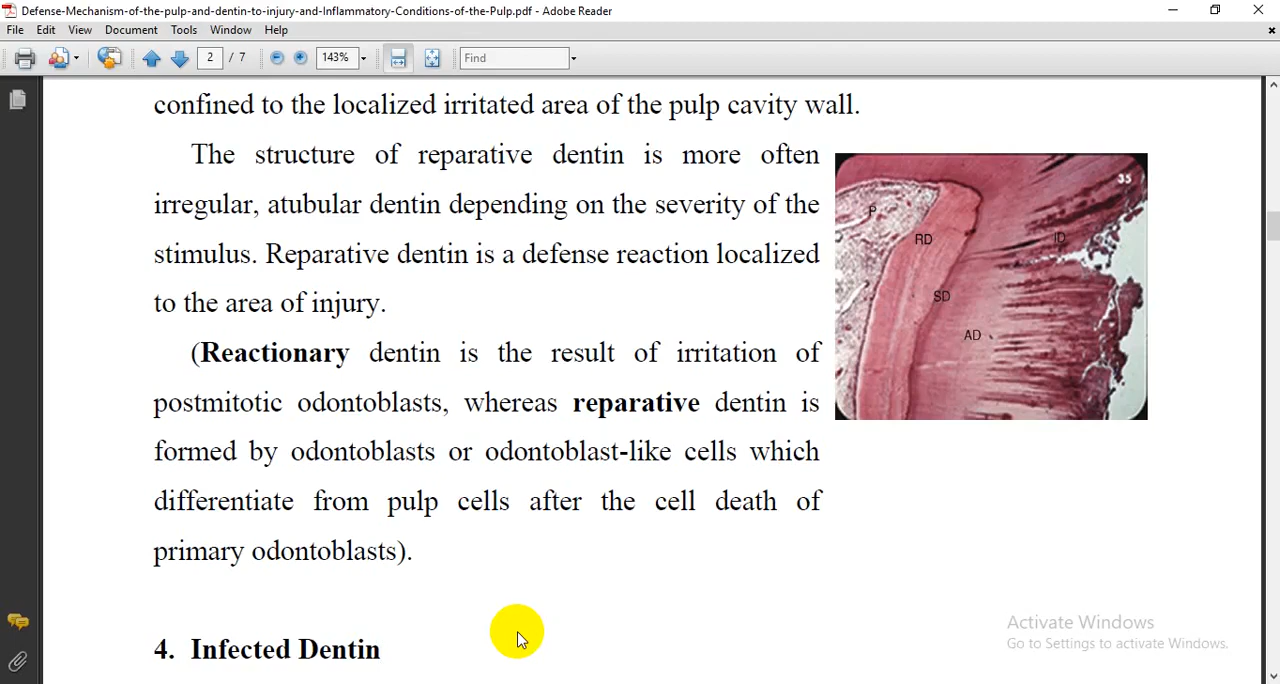 Defense-Mechanism-of-the-pulp-and-dentin-to-injury-and-Inflammatory-Conditions-of-the-Pulp.pdf - Adobe Reader
File Edit View Document Tools Window Help
2 / 7 143% Find
confined to the localized irritated area of the pulp cavity wall.
The structure of reparative dentin is more often
irregular, atubular dentin depending on the severity of the
stimulus. Reparative dentin is a defense reaction localized
to the area of injury.
(Reactionary dentin is the result of irritation of
postmitotic odontoblasts, whereas reparative dentin is
formed by odontoblasts or odontoblast-like cells which
differentiate from pulp cells after the cell death of
primary odontoblasts).
35
P
RD
ID
SD
AD
4. Infected Dentin
Activate Windows
Go to Settings to activate Windows.